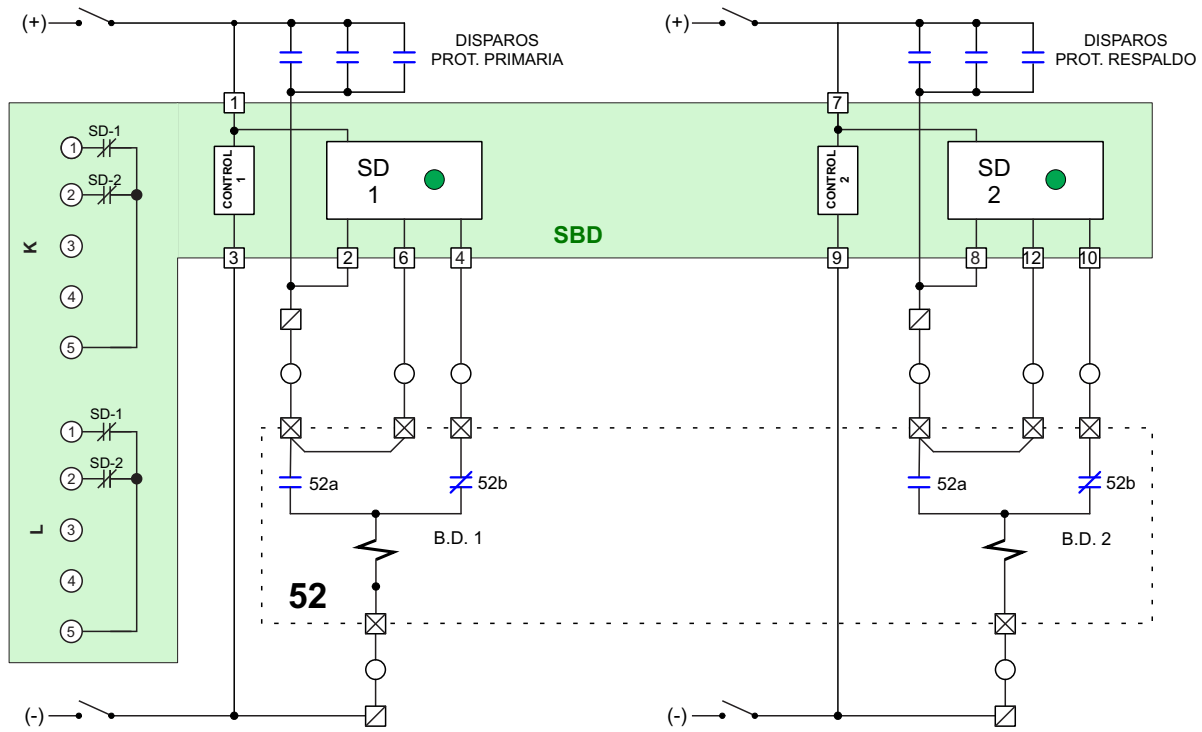 (+)
DISPAROS
PROT. PRIMARIA
(+)
DISPAROS
PROT. RESPALDO
1
7
SD-1
1
SD-2
2
K
3
4
5
CONTROL
1
SD
1
CONTROL
2
SD
2
SBD
3
2
6
4
9
8
12
10
SD-1
1
SD-2
2
L
3
4
5
52a
52b
B.D. 1
52
52a
52b
B.D. 2
(-)
(-)